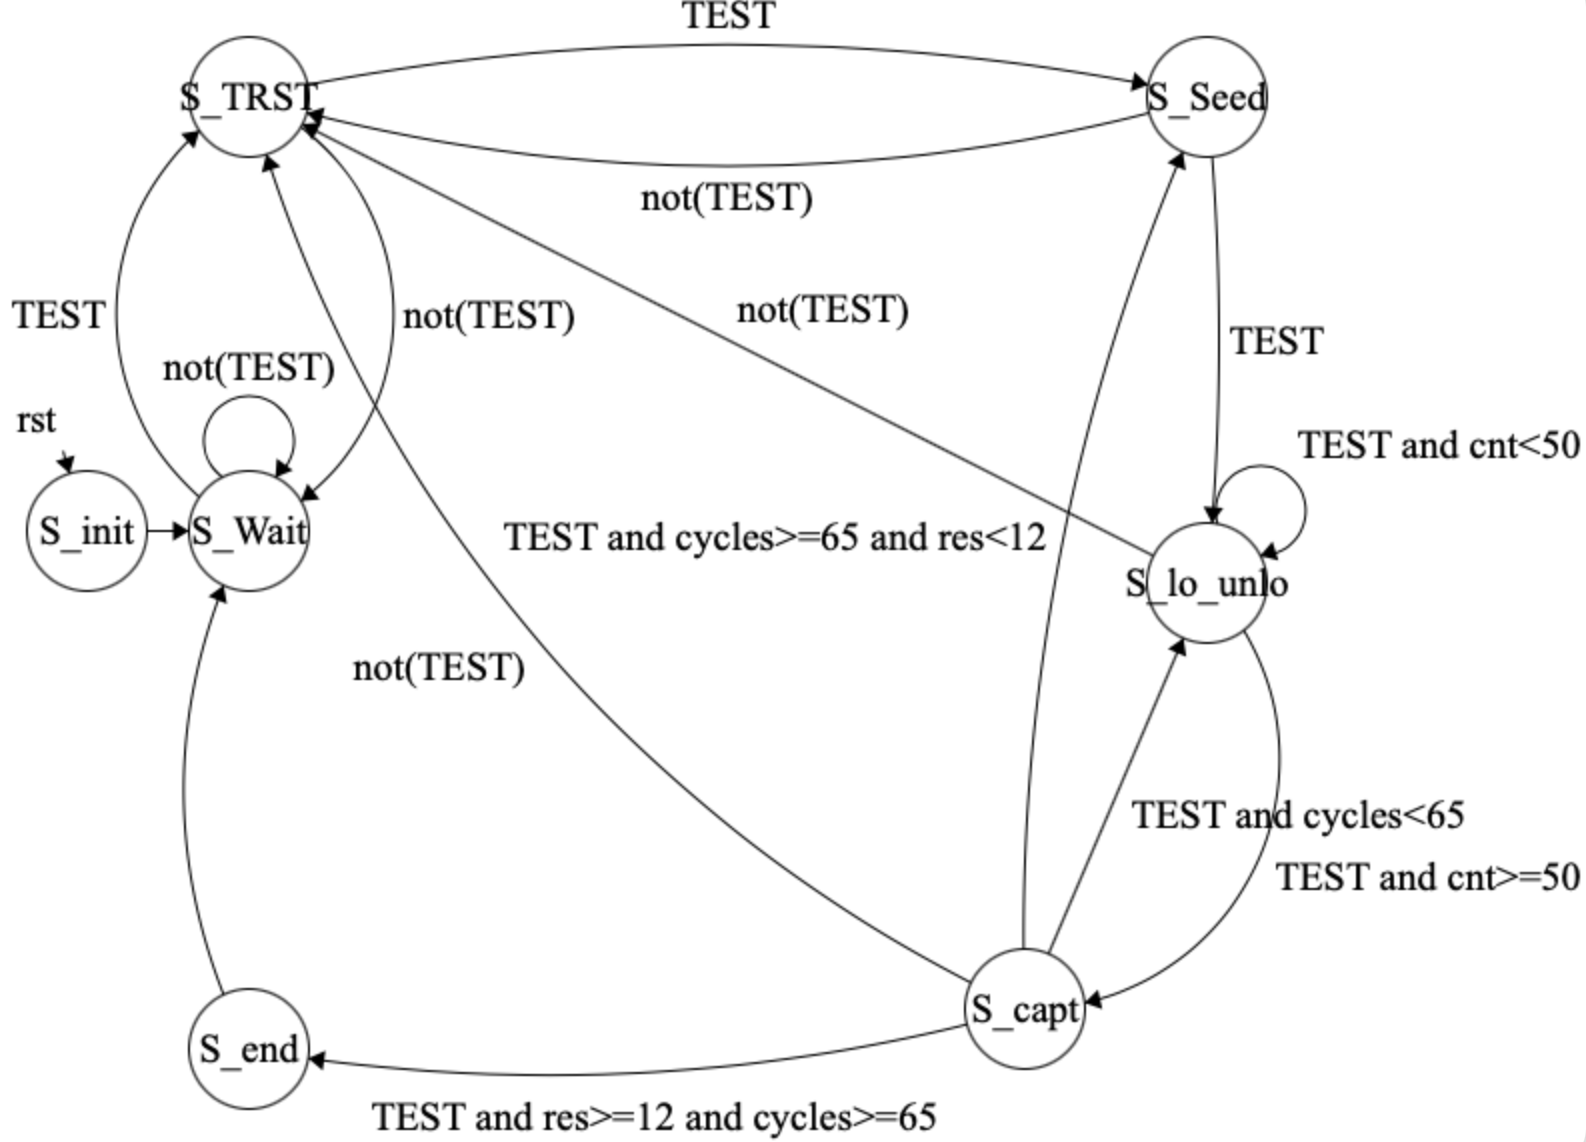 TEST
S_TRST
S_Seed
not(TEST)
not(TEST)
TEST
not(TEST)
TEST
not(TEST)
rst
TEST and cnt<50
S_init
S_Wait
TEST and cycles>=65 and res<12
S_lo_unlo
not(TEST)
TEST and cycles<65
TEST and cnt>=50
S_capt
S_end
TEST and res>=12 and cycles>=65